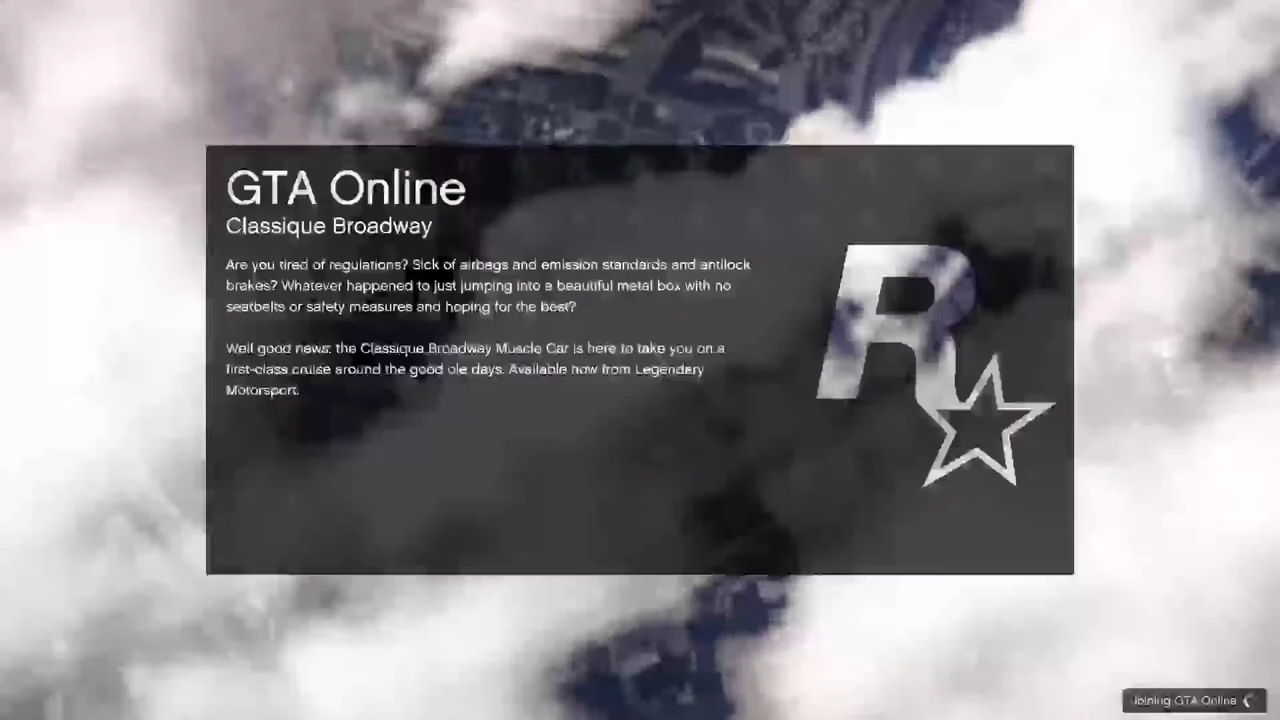 GTA Online
Classique Broadway
Are you tired of regulations? Sick of airbags and emission standards and antilock
brakes? Whatever happened to just jumping into a beautiful metal box with no
seatbelts or safety measures and hoping for the best?
Well good news: the Classique Broadway Muscle Car is here to take you on a
first-class cruise around the good ole days. Available now from Legendary
Motorsport.
R
Joining GTA Online